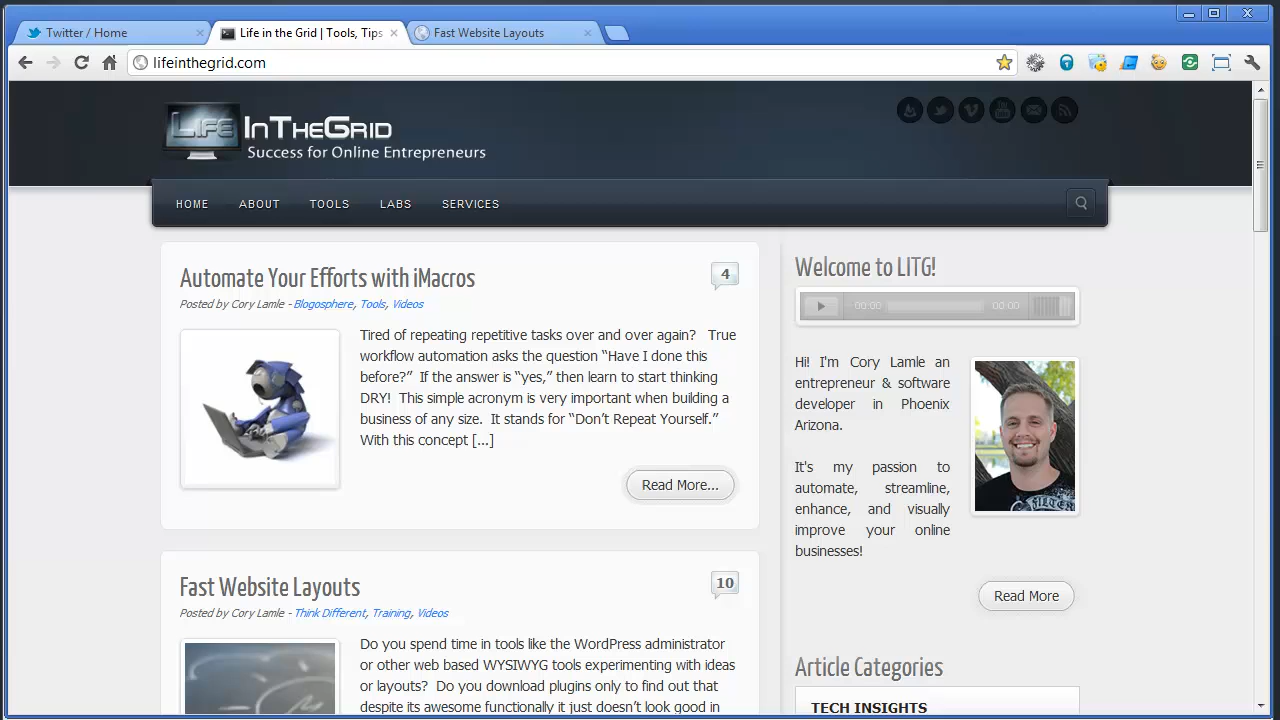 Twitter / Home
Life in the Grid | Tools, Tips
Fast Website Layouts
lifeinthegrid.com
LIFE INTHEGRID
Success for Online Entrepreneurs
HOME ABOUT TOOLS LABS SERVICES
Automate Your Efforts with iMacros
4
Posted by Cory Lamle - Blogosphere, Tools, Videos
Tired of repeating repetitive tasks over and over again? True
workflow automation asks the question “Have I done this
before?” If the answer is “yes,” then learn to start thinking
DRY! This simple acronym is very important when building a
business of any size. It stands for “Don’t Repeat Yourself.”
With this concept [...]
Read More...
Fast Website Layouts
10
Posted by Cory Lamle - Think Different, Training, Videos
Do you spend time in tools like the WordPress administrator
or other web based WYSIWYG tools experimenting with ideas
or layouts? Do you download plugins only to find out that
despite its awesome functionally it just doesn’t look good in
Welcome to LITG!
00:00 00:00
Hi! I'm Cory Lamle an
entrepreneur & software
developer in Phoenix
Arizona.
It's my passion to
automate, streamline,
enhance, and visually
improve your online
businesses!
Read More
Article Categories
TECH INSIGHTS